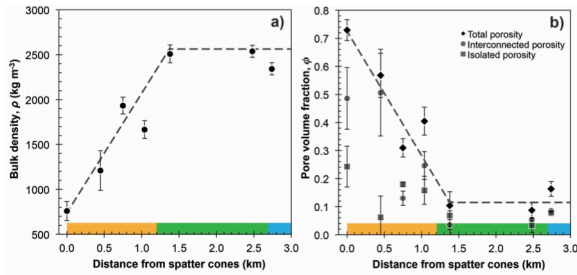 a)
Bulk density, ρ (kg m⁻³)
3000
2500
2000
1500
1000
500
0.0 0.5 1.0 1.5 2.0 2.5 3.0
Distance from spatter cones (km)
b)
Total porosity
Interconnected porosity
Isolated porosity
Pore volume fraction, ϕ
0.8
0.7
0.6
0.5
0.4
0.3
0.2
0.1
0.0
0.0 0.5 1.0 1.5 2.0 2.5 3.0
Distance from spatter cones (km)